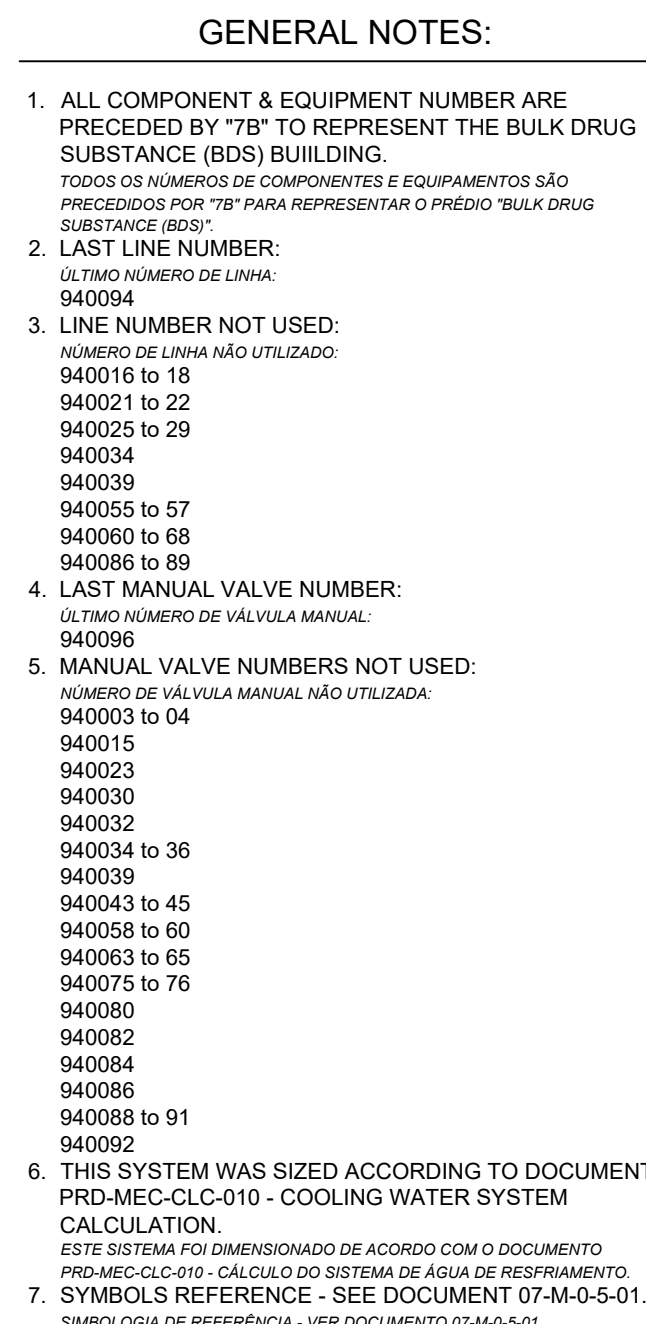 GENERAL NOTES:
1. ALL COMPONENT & EQUIPMENT NUMBER ARE
PRECEDED BY "7B" TO REPRESENT THE BULK DRUG
SUBSTANCE (BDS) BUIILDING.
TODOS OS NÚMEROS DE COMPONENTES E EQUIPAMENTOS SÃO
PRECEDIDOS POR "7B" PARA REPRESENTAR O PRÉDIO "BULK DRUG
SUBSTANCE (BDS)".
2. LAST LINE NUMBER:
ÚLTIMO NÚMERO DE LINHA:
940094
3. LINE NUMBER NOT USED:
NÚMERO DE LINHA NÃO UTILIZADO:
940016 to 18
940021 to 22
940025 to 29
940034
940039
940055 to 57
940060 to 68
940086 to 89
4. LAST MANUAL VALVE NUMBER:
ÚLTIMO NÚMERO DE VÁLVULA MANUAL:
940096
5. MANUAL VALVE NUMBERS NOT USED:
NÚMERO DE VÁLVULA MANUAL NÃO UTILIZADA:
940003 to 04
940015
940023
940030
940032
940034 to 36
940039
940043 to 45
940058 to 60
940063 to 65
940075 to 76
940080
940082
940084
940086
940088 to 91
940092
6. THIS SYSTEM WAS SIZED ACCORDING TO DOCUMENT
PRD-MEC-CLC-010 - COOLING WATER SYSTEM
CALCULATION.
ESTE SISTEMA FOI DIMENSIONADO DE ACORDO COM O DOCUMENTO
PRD-MEC-CLC-010 - CÁLCULO DO SISTEMA DE ÁGUA DE RESFRIAMENTO.
7. SYMBOLS REFERENCE - SEE DOCUMENT 07-M-0-5-01.
SIMBOLOGIA DE REFERÊNCIA - VER DOCUMENTO 07-M-0-5-01